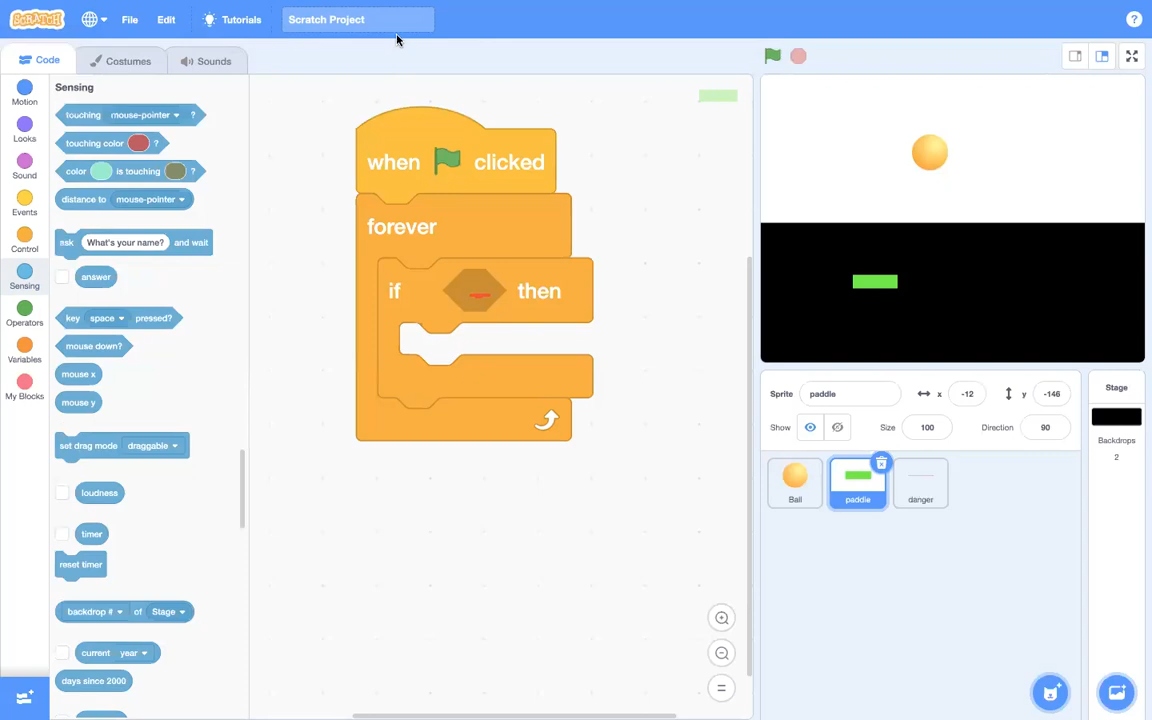 SCRATCH
File
Edit
Tutorials
Scratch Project
?
Code
Costumes
Sounds
Motion
Looks
Sound
Events
Control
Sensing
Operators
Variables
My Blocks
Sensing
touching mouse-pointer ?
touching color ?
color is touching ?
distance to mouse-pointer
ask What's your name? and wait
answer
key space pressed?
mouse down?
mouse x
mouse y
set drag mode draggable
loudness
timer
reset timer
backdrop # of Stage
current year
days since 2000
when clicked
forever
if then
Sprite paddle x -12 y -146
Show Size 100 Direction 90
Ball
paddle
danger
Stage
Backdrops
2